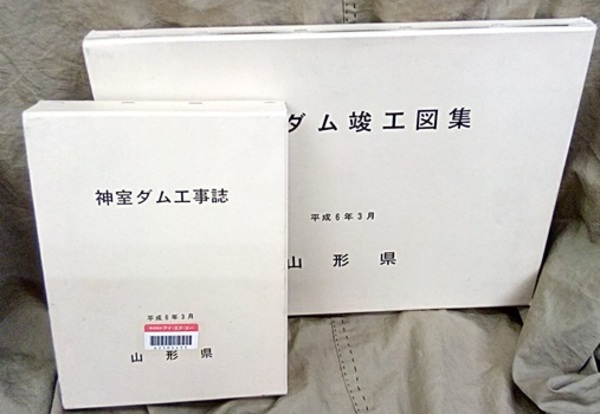 ダム竣工図集
平成6年3月
山形県
神室ダム工事誌
平成6年3月
山形県